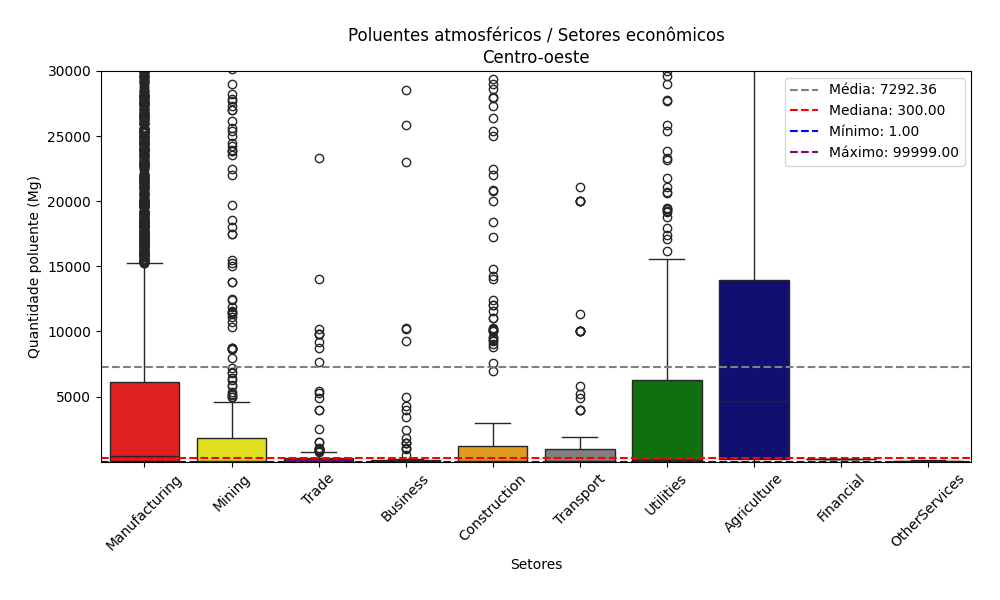 Poluentes atmosféricos / Setores econômicos
Centro-oeste
Quantidade poluente (Mg)
30000
25000
20000
15000
10000
5000
Média: 7292.36
Mediana: 300.00
Mínimo: 1.00
Máximo: 99999.00
Manufacturing
Mining
Trade
Business
Construction
Transport
Utilities
Agriculture
Financial
OtherServices
Setores